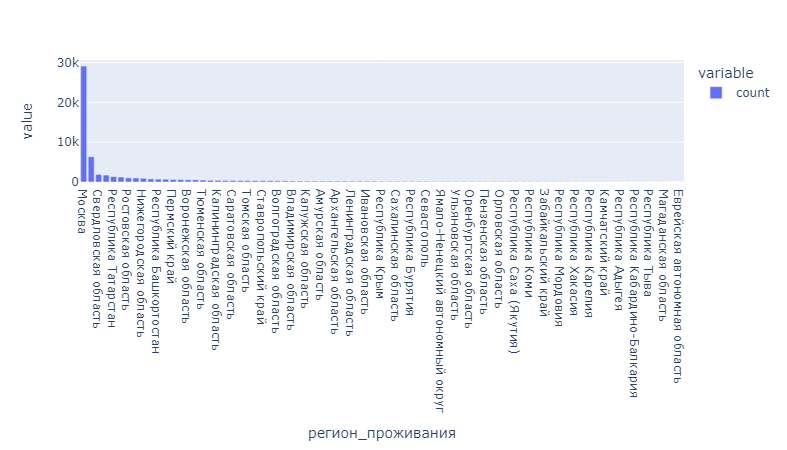 30k
20k
10k
0
value
variable
count
Москва
Свердловская область
Республика Татарстан
Ростовская область
Нижегородская область
Республика Башкортостан
Пермский край
Воронежская область
Тюменская область
Калининградская область
Саратовская область
Томская область
Ставропольский край
Волгоградская область
Владимирская область
Калужская область
Амурская область
Архангельская область
Ленинградская область
Ивановская область
Республика Крым
Сахалинская область
Республика Бурятия
Севастополь
Ямало-Ненецкий автономный округ
Ульяновская область
Оренбургская область
Пензенская область
Орловская область
Республика Саха (Якутия)
Республика Коми
Забайкальский край
Республика Мордовия
Республика Хакасия
Республика Карелия
Камчатский край
Республика Адыгея
Республика Кабардино-Балкария
Республика Тыва
Магаданская область
Еврейская автономная область
регион_проживания